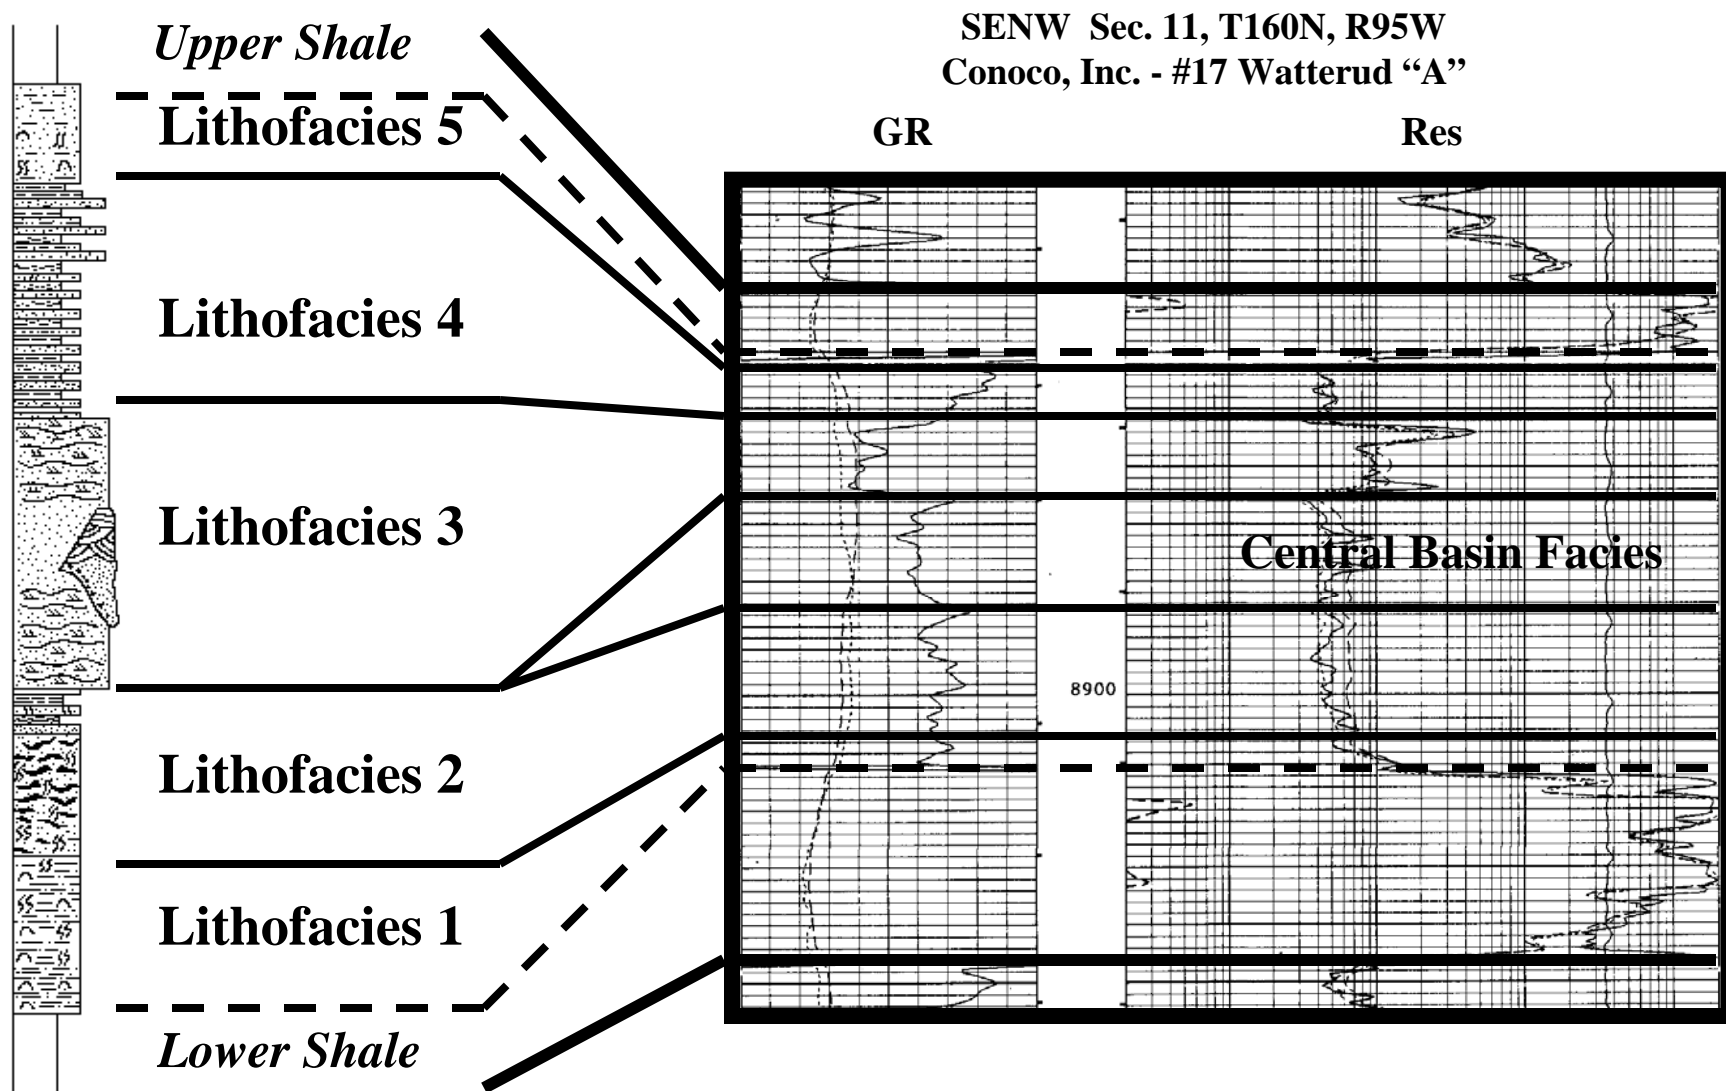 SENW Sec. 11, T160N, R95W
Conoco, Inc. - #17 Watterud “A”
GR
Res
Upper Shale
Lithofacies 5
Lithofacies 4
Lithofacies 3
Central Basin Facies
8900
Lithofacies 2
Lithofacies 1
Lower Shale